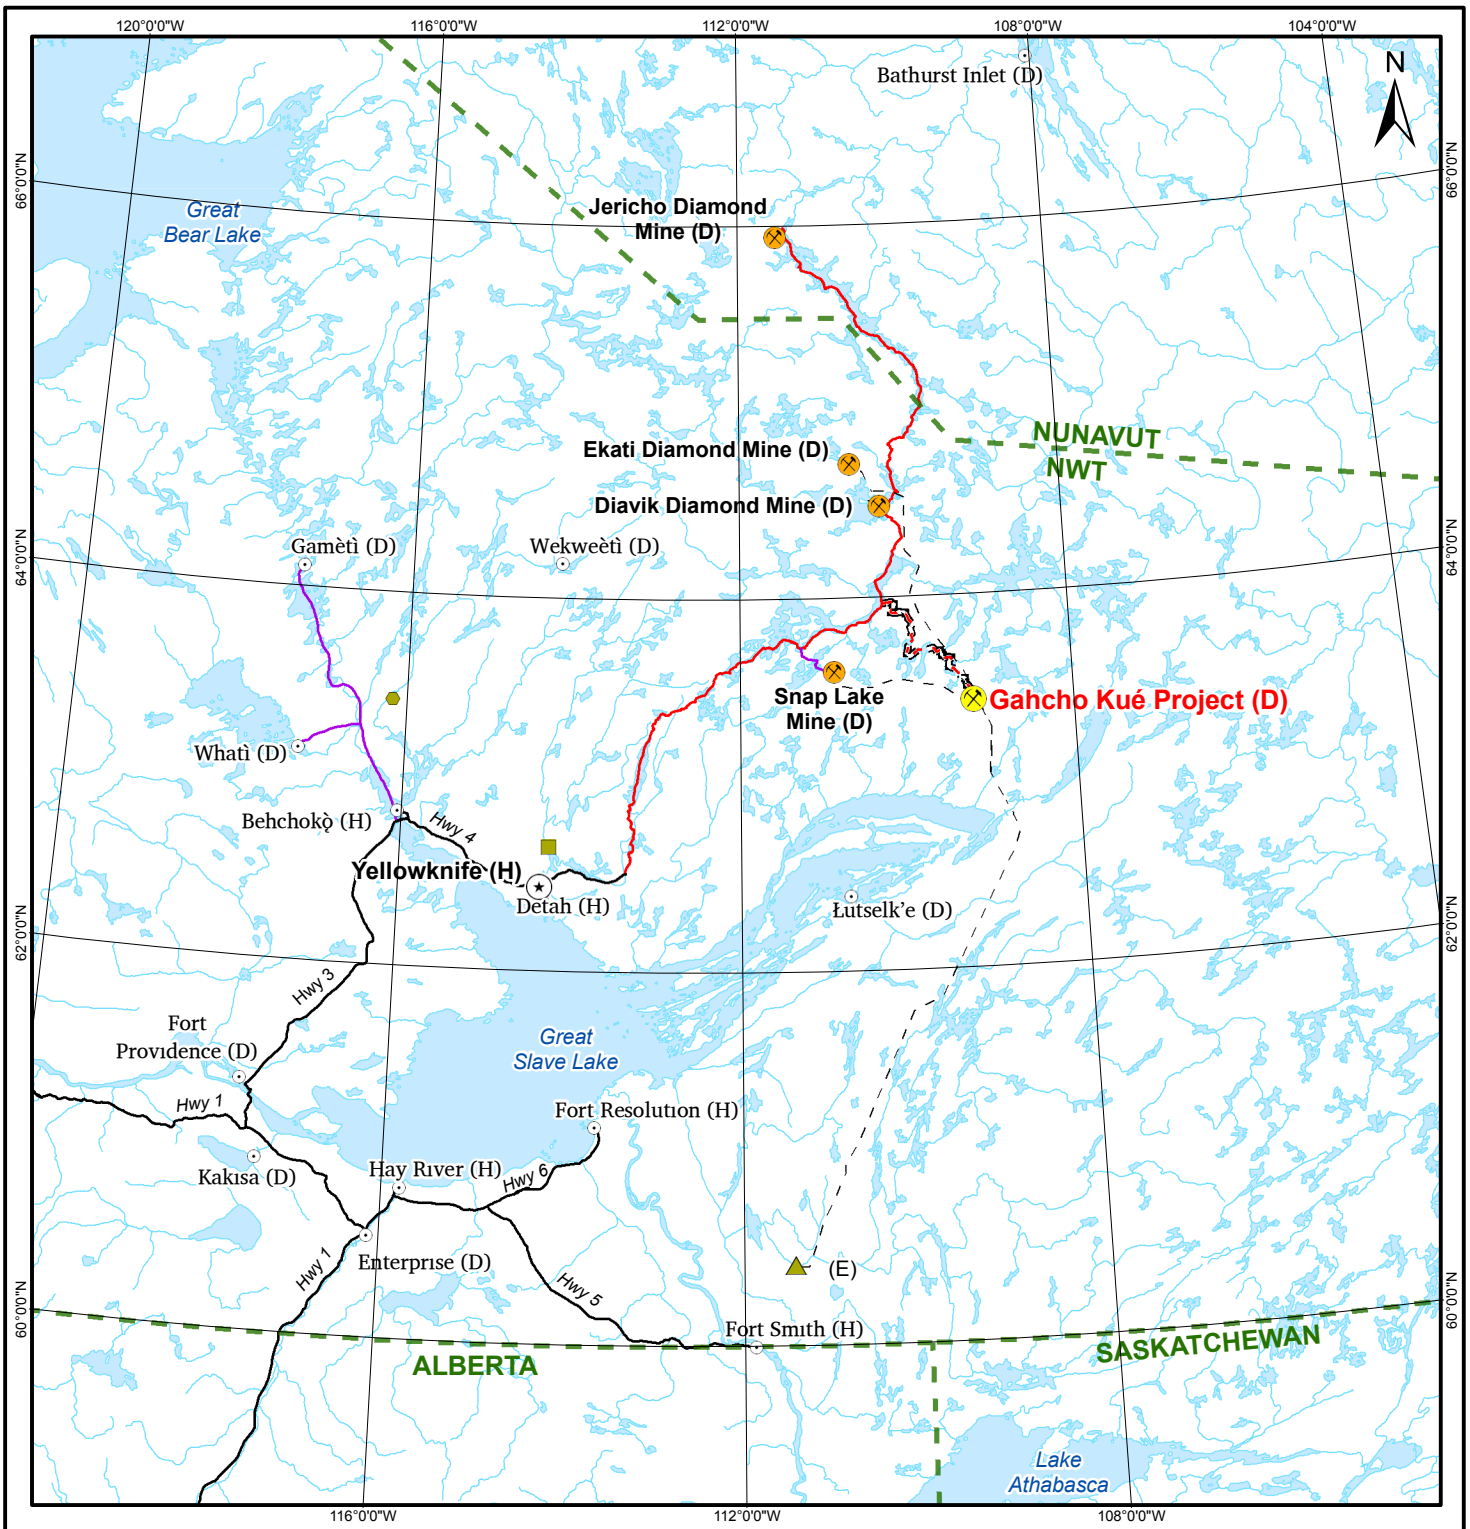 120°0'0"W
116°0'0"W
112°0'0"W
108°0'0"W
104°0'0"W
Bathurst Inlet (D)
N
66°0'0"N
66°0'0"N
Great
Bear Lake
Jericho Diamond
Mine (D)
NUNAVUT
NWT
Ekati Diamond Mine (D)
Diavik Diamond Mine (D)
64°0'0"N
64°0'0"N
Gamètì (D)
Wekweètì (D)
Snap Lake
Mine (D)
Gahcho Kué Project (D)
Whatì (D)
Behchokǫ̀ (H)
Hwy 4
Yellowknife (H)
Detah (H)
Łutselk'e (D)
62°0'0"N
62°0'0"N
Hwy 3
Fort
Providence (D)
Great
Slave Lake
Hwy 1
Fort Resolution (H)
Kakısa (D)
Hay River (H)
Hwy 6
Enterprise (D)
Hwy 1
Hwy 5
(E)
60°0'0"N
60°0'0"N
Fort Smith (H)
ALBERTA
SASKATCHEWAN
Lake
Athabasca
116°0'0"W
112°0'0"W
108°0'0"W